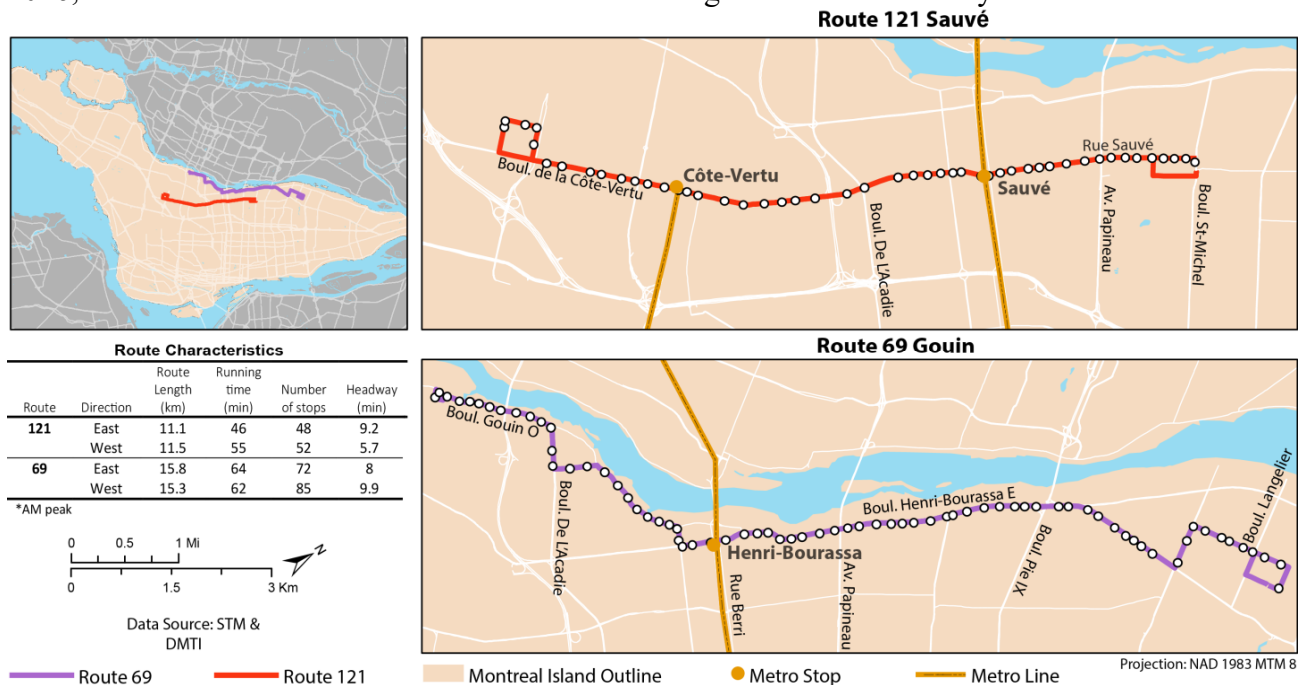 Route 121 Sauvé
Boul. de la Côte-Vertu
Côte-Vertu
Boul. De L'Acadie
Sauvé
Rue Sauvé
Av. Papineau
Boul. St-Michel
Route Characteristics
Route Direction Route Length (km) Running time (min) Number of stops Headway (min)
121 East 11.1 46 48 9.2
West 11.5 55 52 5.7
69 East 15.8 64 72 8
West 15.3 62 85 9.9
*AM peak
0 0.5 1 Mi
0 1.5 3 Km
N
Data Source: STM &
DMTI
Route 69 Gouin
Boul. Gouin O
Boul. De L'Acadie
Henri-Bourassa
Rue Berri
Av. Papineau
Boul. Henri-Bourassa E
Boul. Pie IX
Boul. Langelier
Route 69
Route 121
Montreal Island Outline
Metro Stop
Metro Line
Projection: NAD 1983 MTM 8